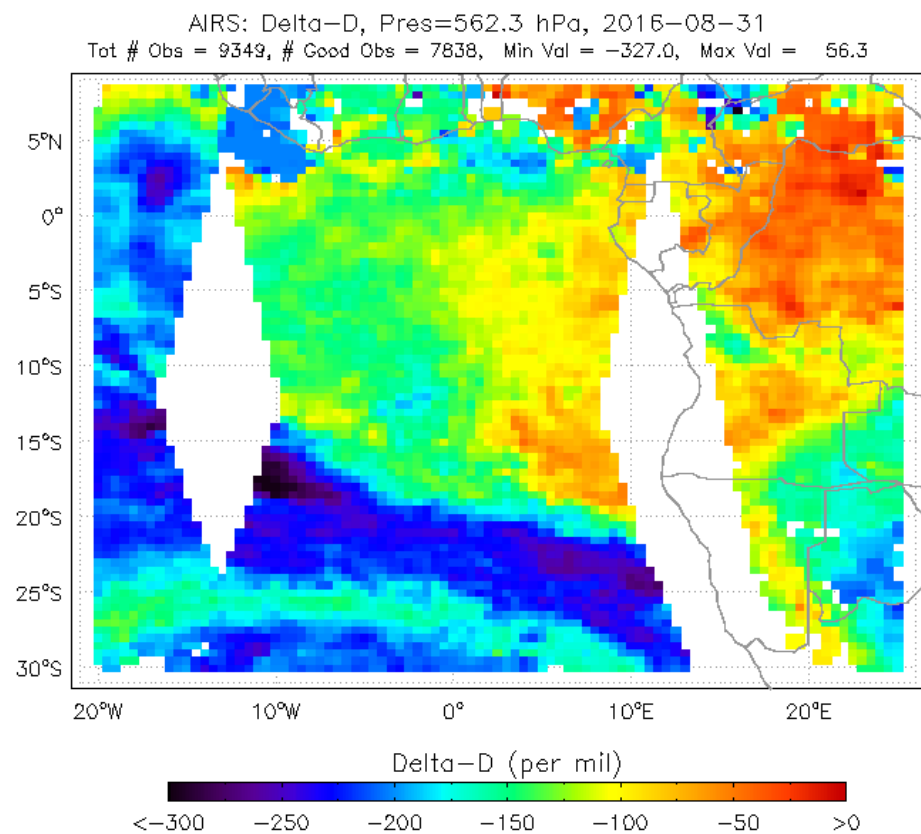 AIRS: Delta-D, Pres=562.3 hPa, 2016-08-31
Tot # Obs = 9349, # Good Obs = 7838, Min Val = -327.0, Max Val = 56.3
5°N
0°
5°S
10°S
15°S
20°S
25°S
30°S
20°W 10°W 0° 10°E 20°E
Delta-D (per mil)
<-300 -250 -200 -150 -100 -50 >0